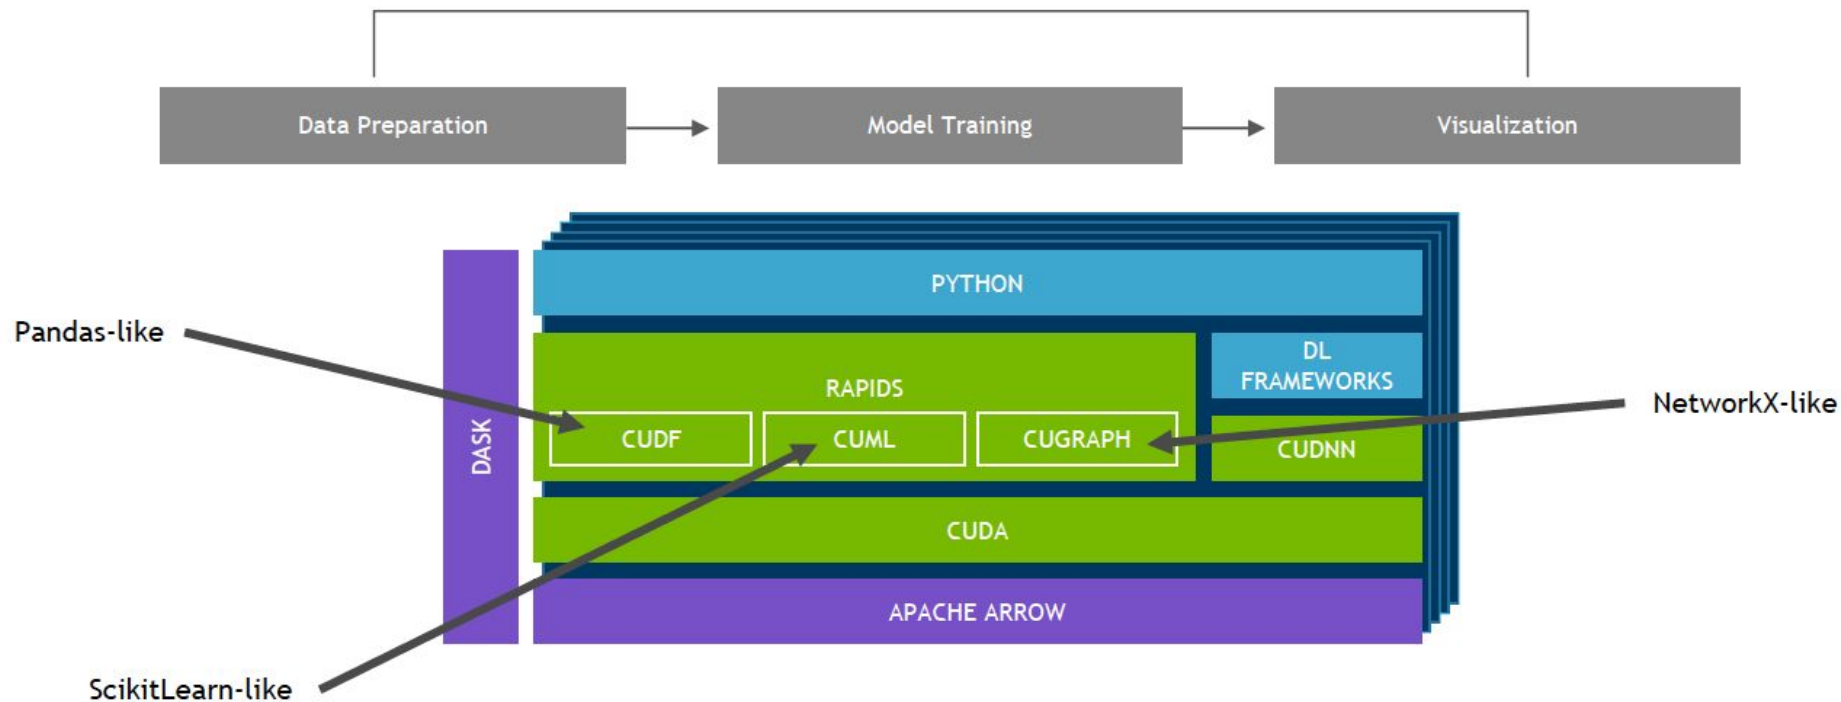 Data Preparation
Model Training
Visualization
PYTHON
Pandas-like
DL
FRAMEWORKS
RAPIDS
NetworkX-like
DASK
CUDF
CUML
CUGRAPH
CUDNN
CUDA
APACHE ARROW
ScikitLearn-like